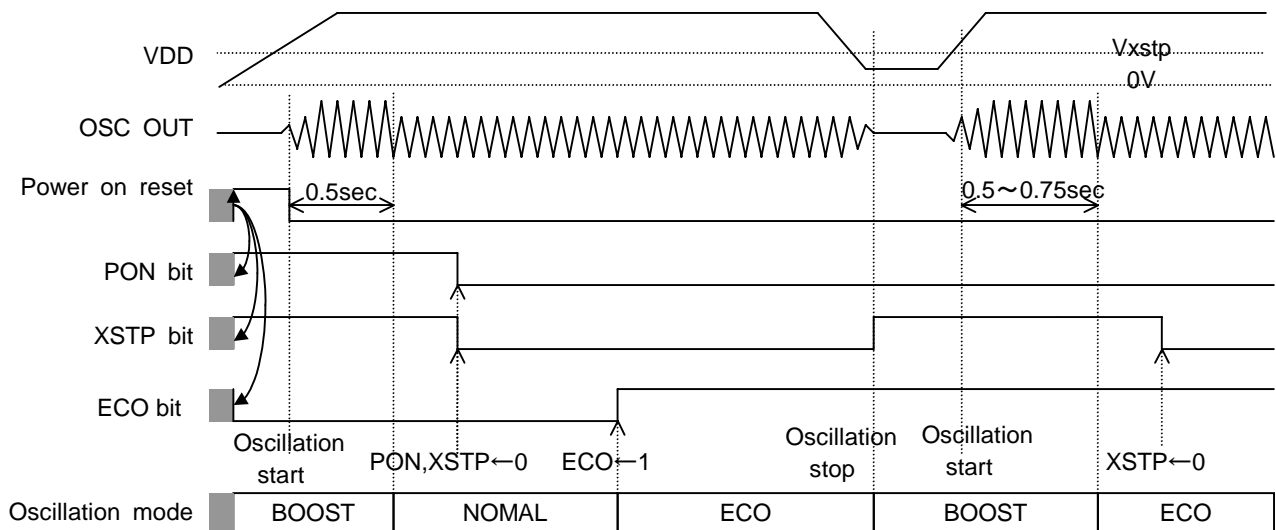 VDD
Vxstp
0V
OSC OUT
Power on reset
0.5sec
0.5～0.75sec
PON bit
XSTP bit
ECO bit
Oscillation start
PON,XSTP←0
ECO←1
Oscillation stop
Oscillation start
XSTP←0
Oscillation mode
BOOST
NOMAL
ECO
BOOST
ECO